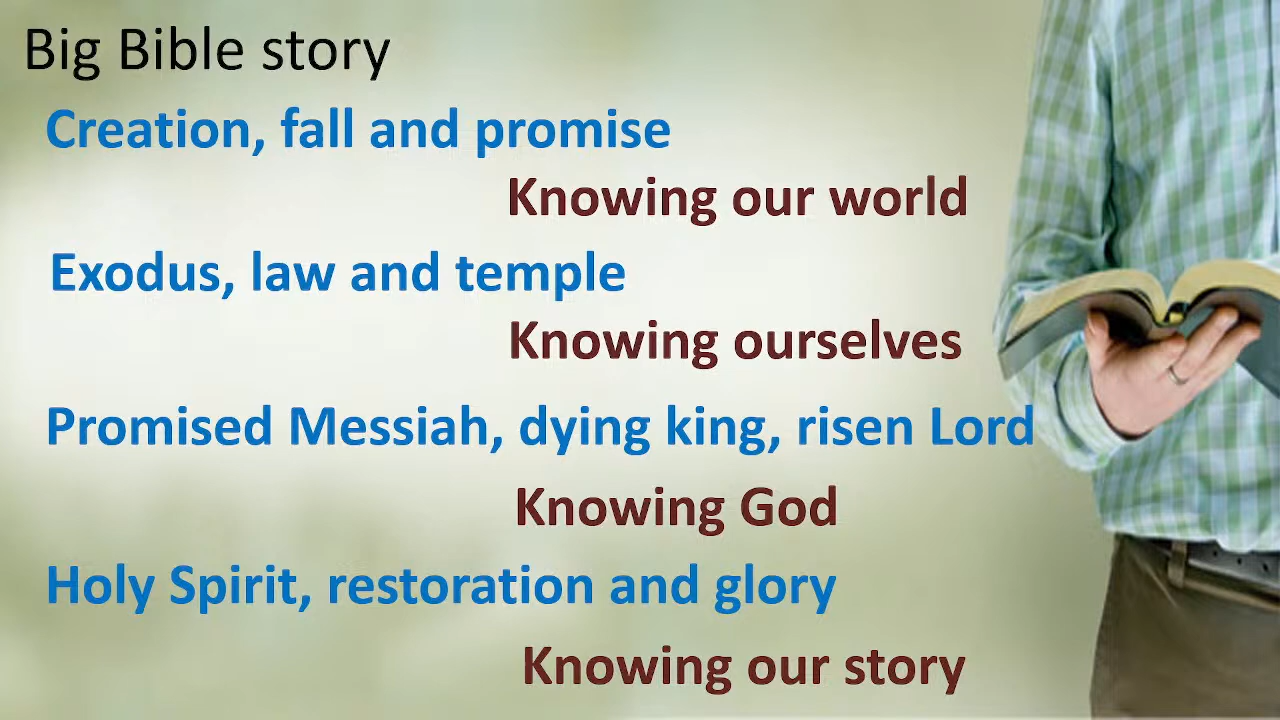 Big Bible story
Creation, fall and promise
Knowing our world
Exodus, law and temple
Knowing ourselves
Promised Messiah, dying king, risen Lord
Knowing God
Holy Spirit, restoration and glory
Knowing our story